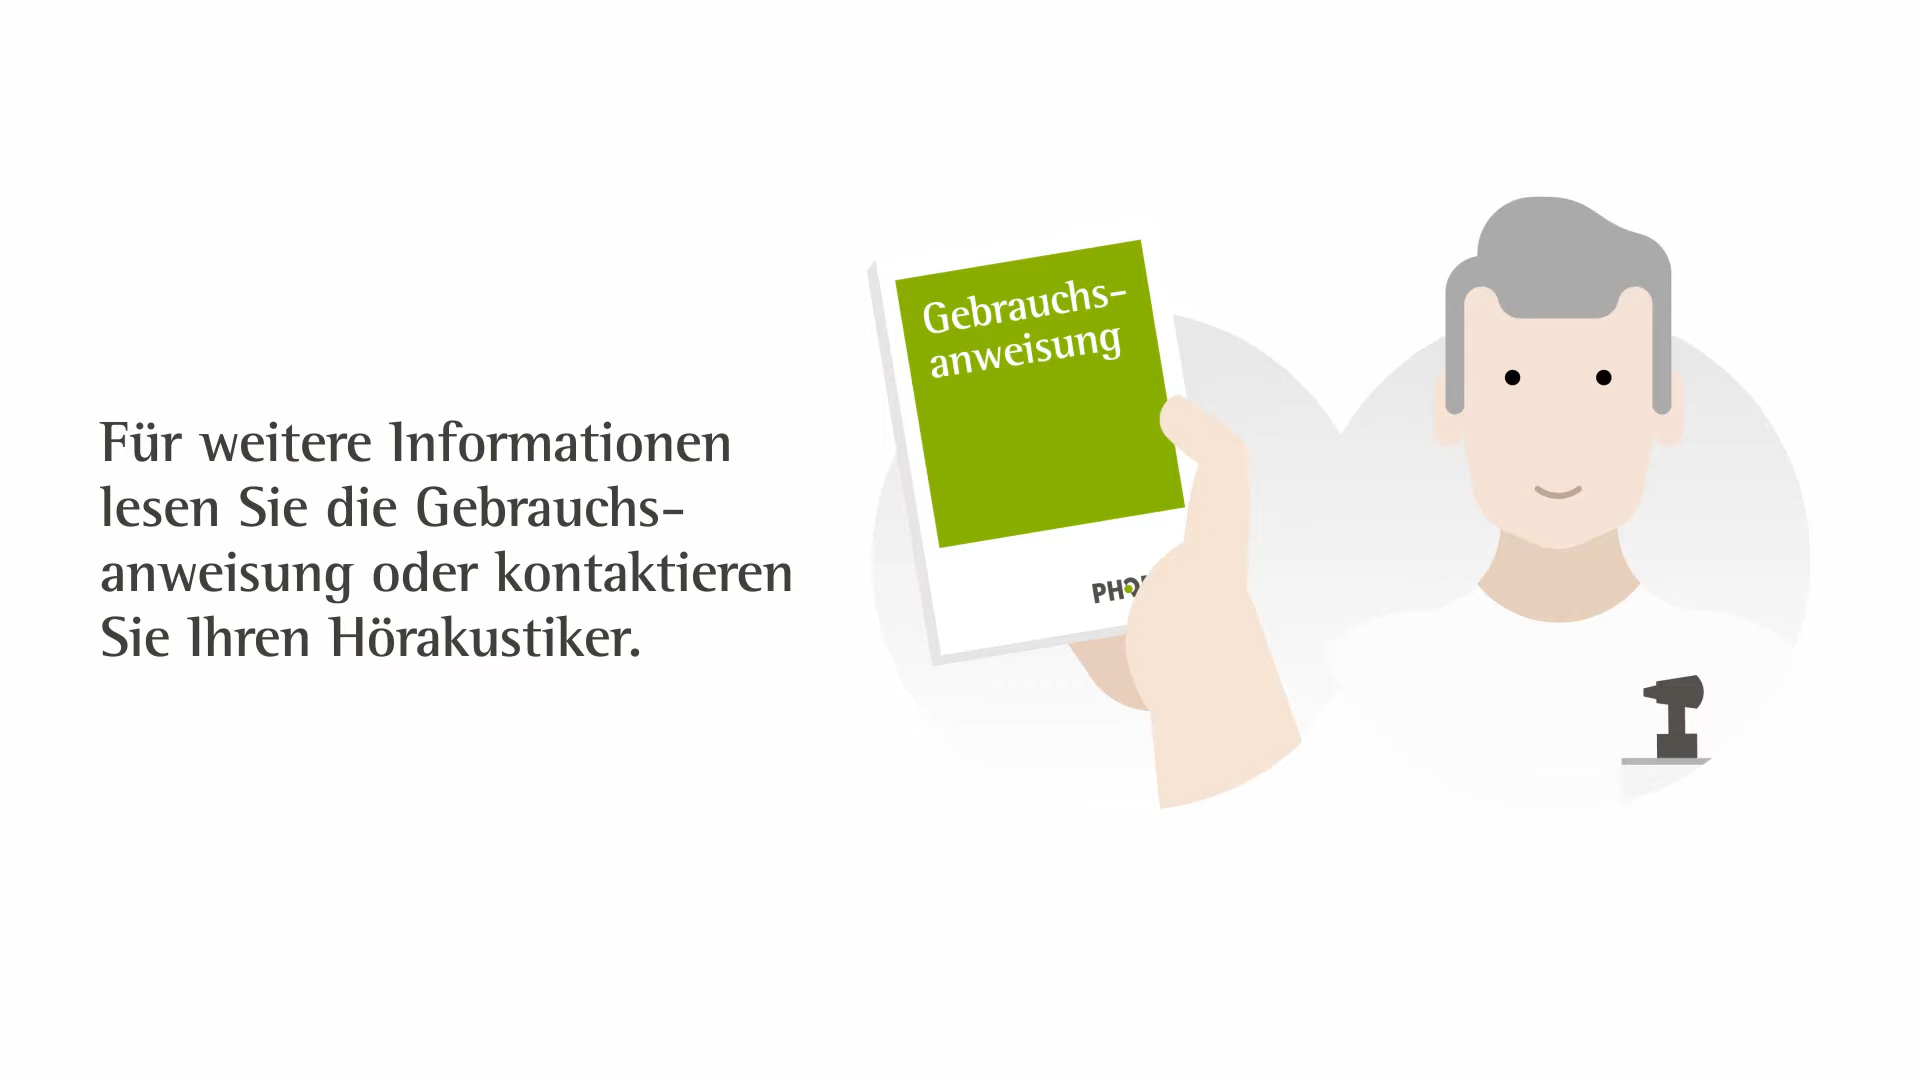 Für weitere Informationen
lesen Sie die Gebrauchs-
anweisung oder kontaktieren
Sie Ihren Hörakustiker.
Gebrauchs-
anweisung